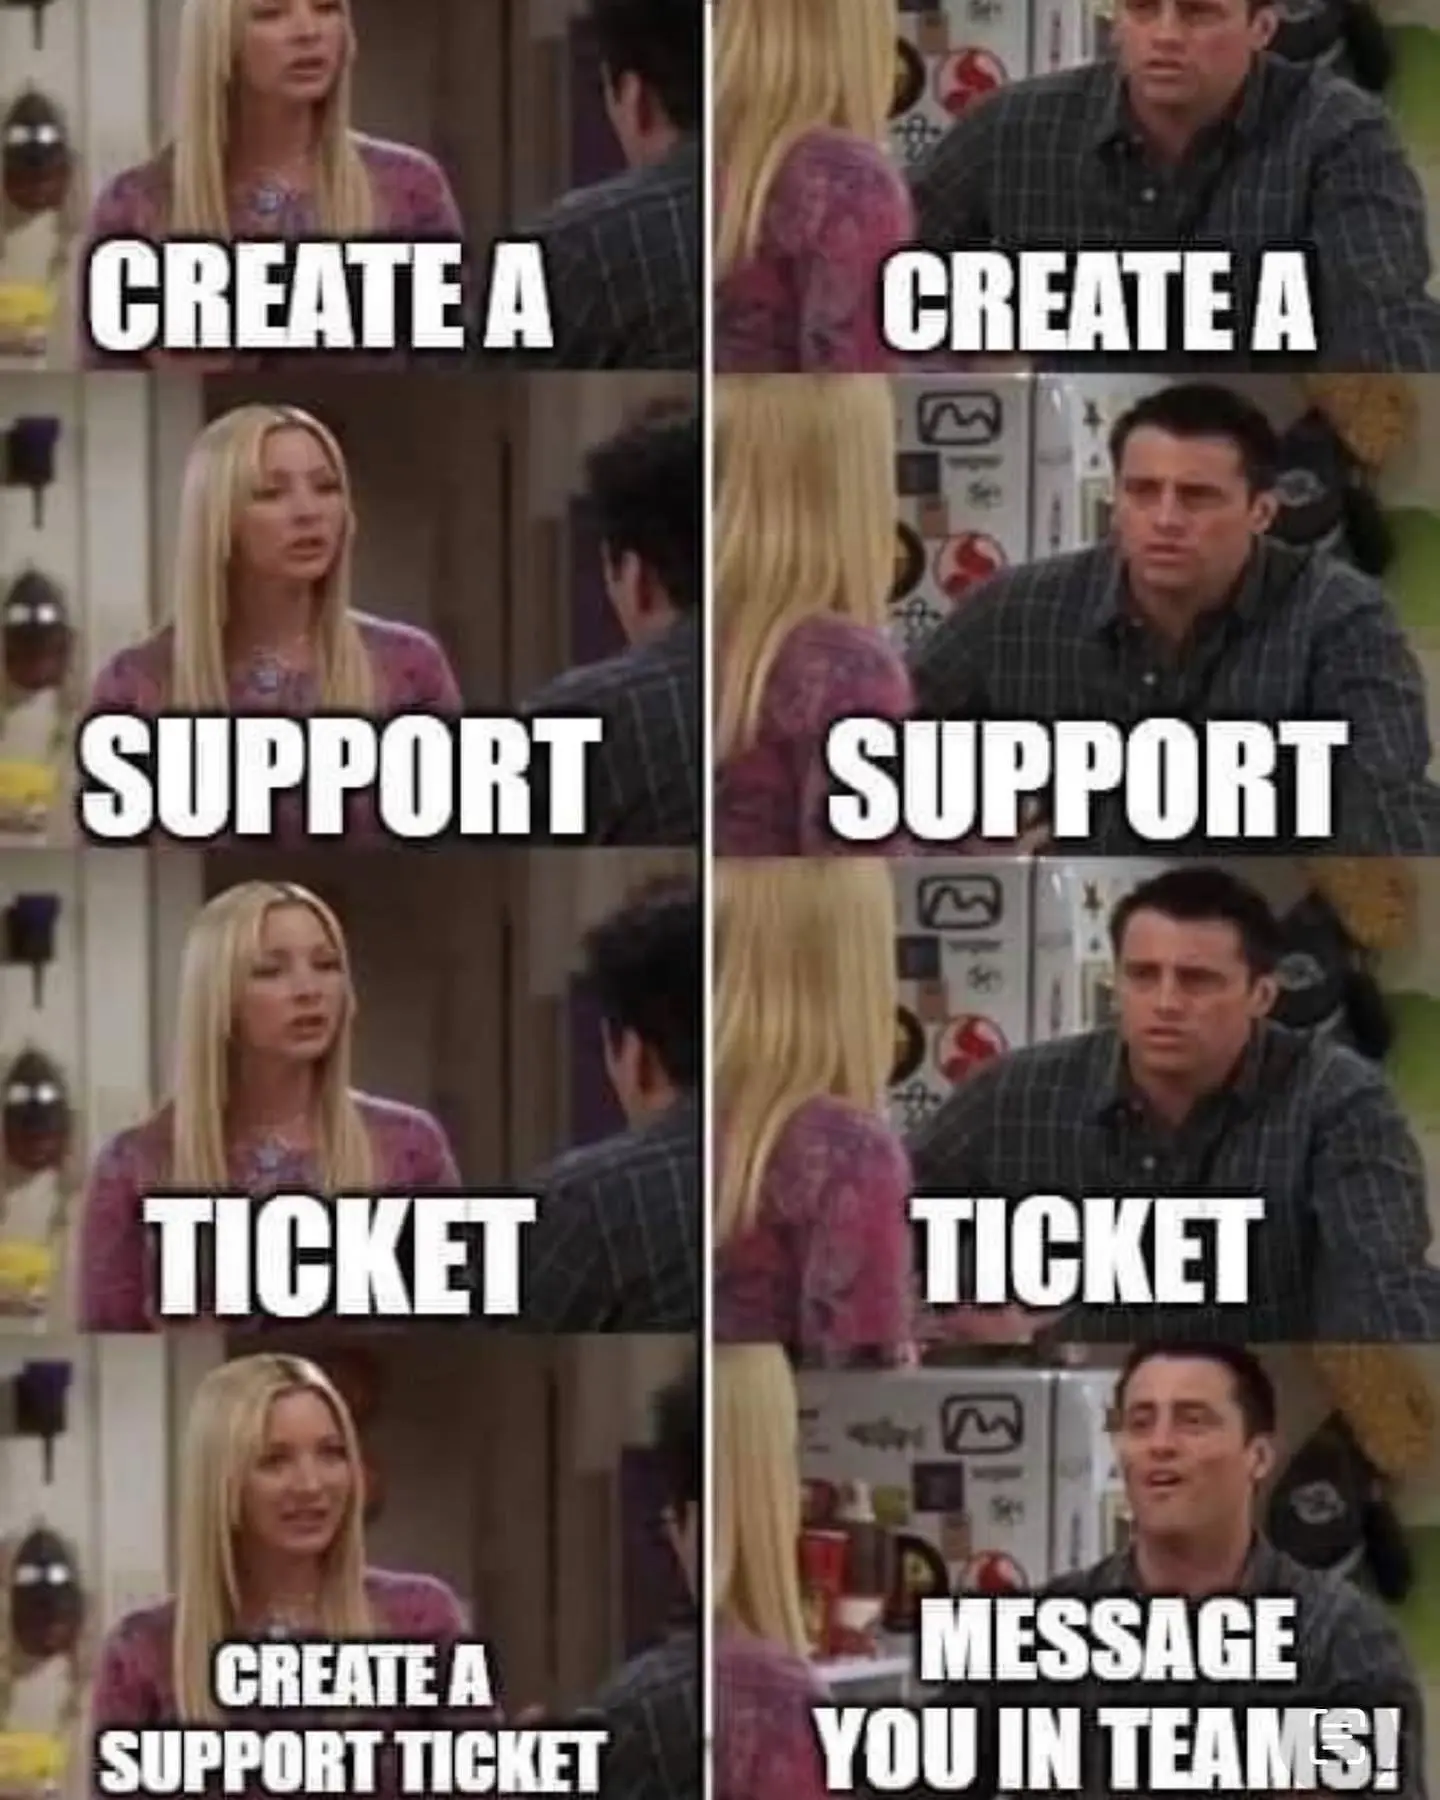 CREATE A
CREATE A
SUPPORT
SUPPORT
TICKET
TICKET
CREATE A
SUPPORT TICKET
MESSAGE
YOU IN TEAMS!